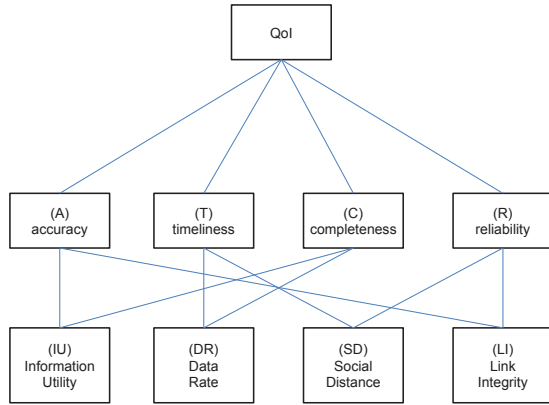 QoI
(A)
accuracy
(T)
timeliness
(C)
completeness
(R)
reliability
(IU)
Information
Utility
(DR)
Data
Rate
(SD)
Social
Distance
(LI)
Link
Integrity